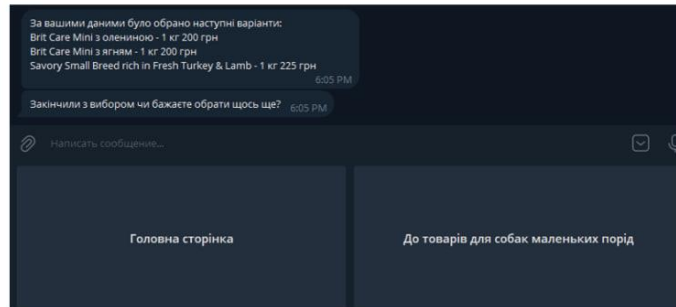 За вашими даними було обрано наступні варіанти:
Brit Care Mini з олениною - 1 кг 200 грн
Brit Care Mini з ягням - 1 кг 200 грн
Savory Small Breed rich in Fresh Turkey & Lamb - 1 кг 225 грн
6:05 PM
Закінчили з вибором чи бажаєте обрати щось ще? 6:05 PM
Написать сообщение...
Головна сторінка
До товарів для собак маленьких порід